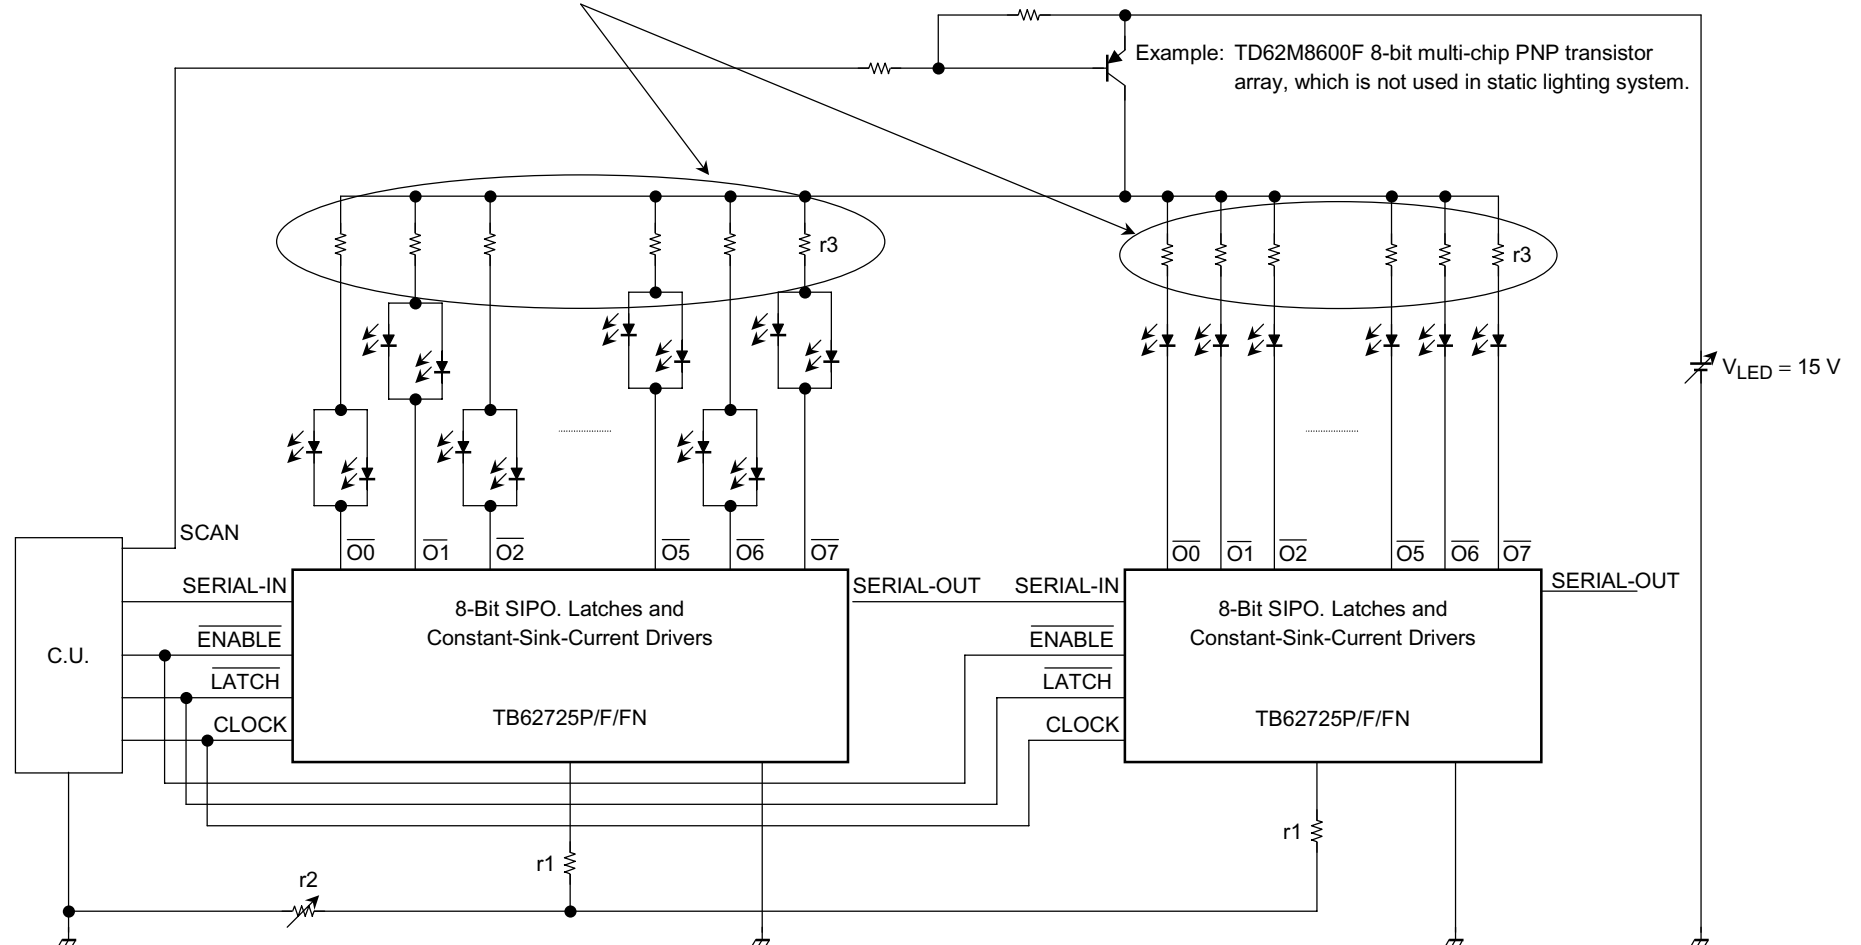 Example: TD62M8600F 8-bit multi-chip PNP transistor
array, which is not used in static lighting system.
r3
r3
VLED = 15 V
SCAN
O0
O1
O2
O5
O6
O7
O0
O1
O2
O5
O6
O7
SERIAL-IN
SERIAL-OUT
SERIAL-IN
SERIAL-OUT
8-Bit SIPO. Latches and
Constant-Sink-Current Drivers
8-Bit SIPO. Latches and
Constant-Sink-Current Drivers
C.U.
ENABLE
ENABLE
LATCH
LATCH
TB62725P/F/FN
TB62725P/F/FN
CLOCK
CLOCK
r1
r1
r2